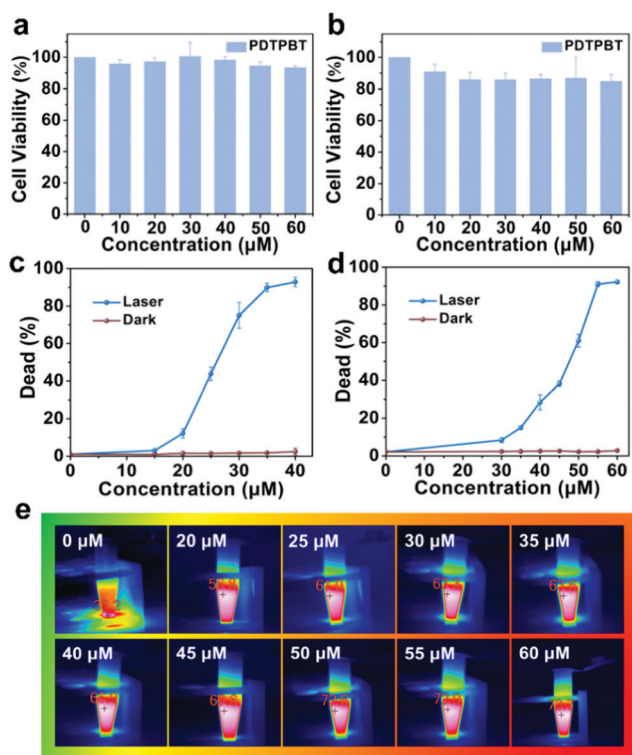 a
PDTPBT
Cell Viability (%)
100
80
60
40
20
0
0 10 20 30 40 50 60
Concentration (μM)
b
PDTPBT
Cell Viability (%)
100
80
60
40
20
0
0 10 20 30 40 50 60
Concentration (μM)
c
Laser
Dark
Dead (%)
100
80
60
40
20
0
0 10 20 30 40
Concentration (μM)
d
Laser
Dark
Dead (%)
100
80
60
40
20
0
0 10 20 30 40 50 60
Concentration (μM)
e
0 μM 20 μM 25 μM 30 μM 35 μM
40 μM 45 μM 50 μM 55 μM 60 μM